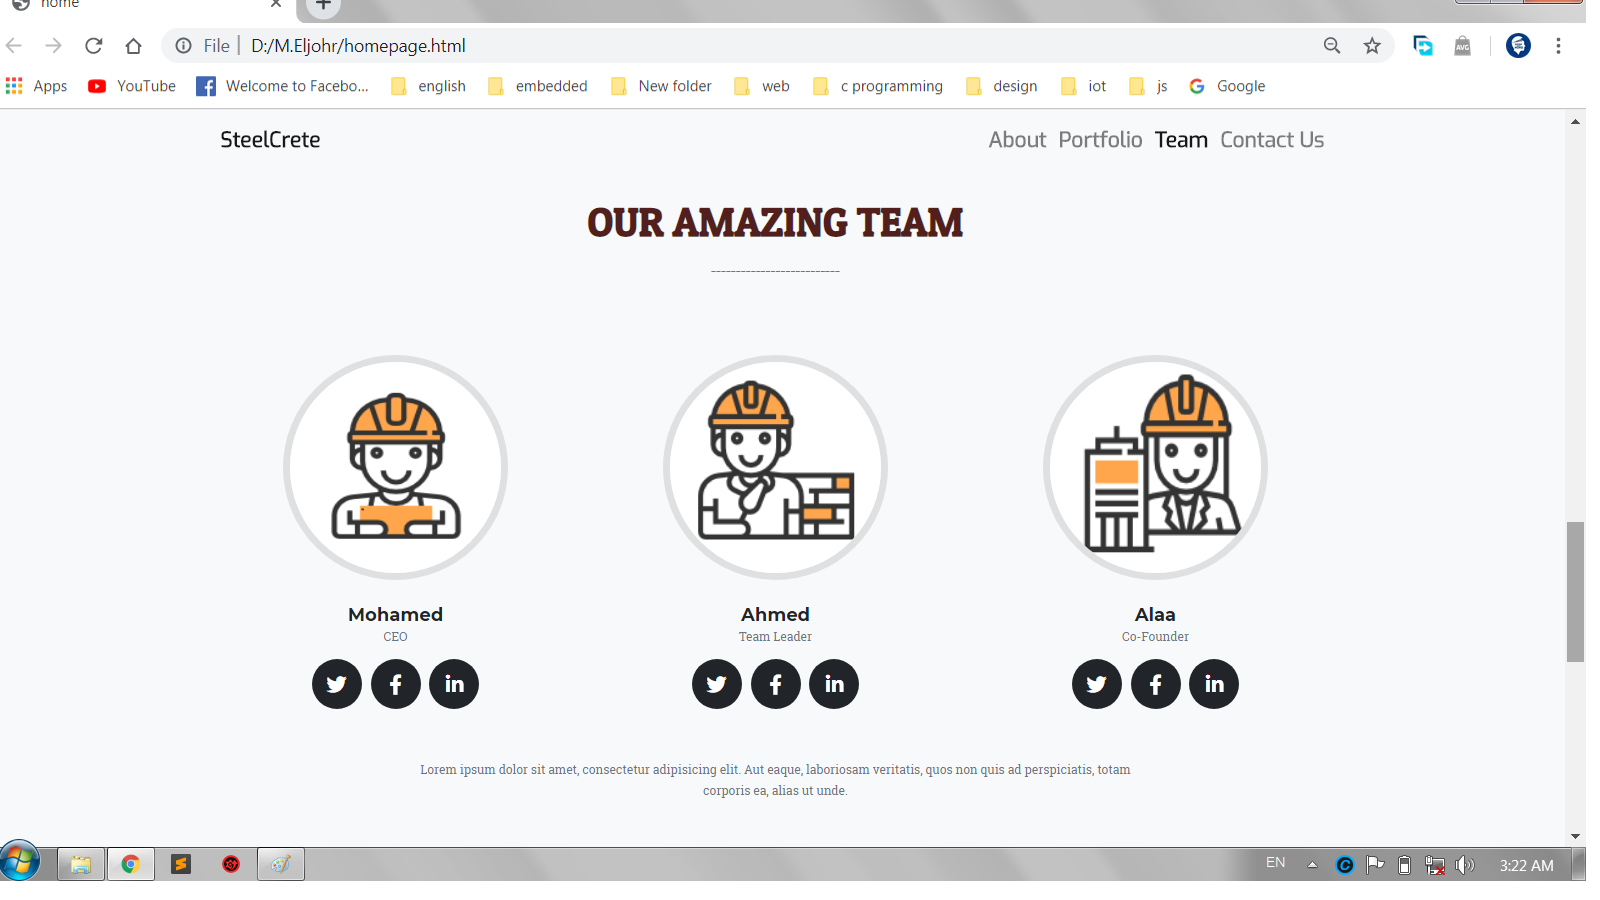 home
File | D:/M.Eljohr/homepage.html
AVG
Apps YouTube Welcome to Facebo... english embedded New folder web c programming design iot js Google
SteelCrete About Portfolio Team Contact Us
OUR AMAZING TEAM
--------------------------
Mohamed Ahmed Alaa
CEO Team Leader Co-Founder
Lorem ipsum dolor sit amet, consectetur adipisicing elit. Aut eaque, laboriosam veritatis, quos non quis ad perspiciatis, totam
corporis ea, alias ut unde.
EN 3:22 AM